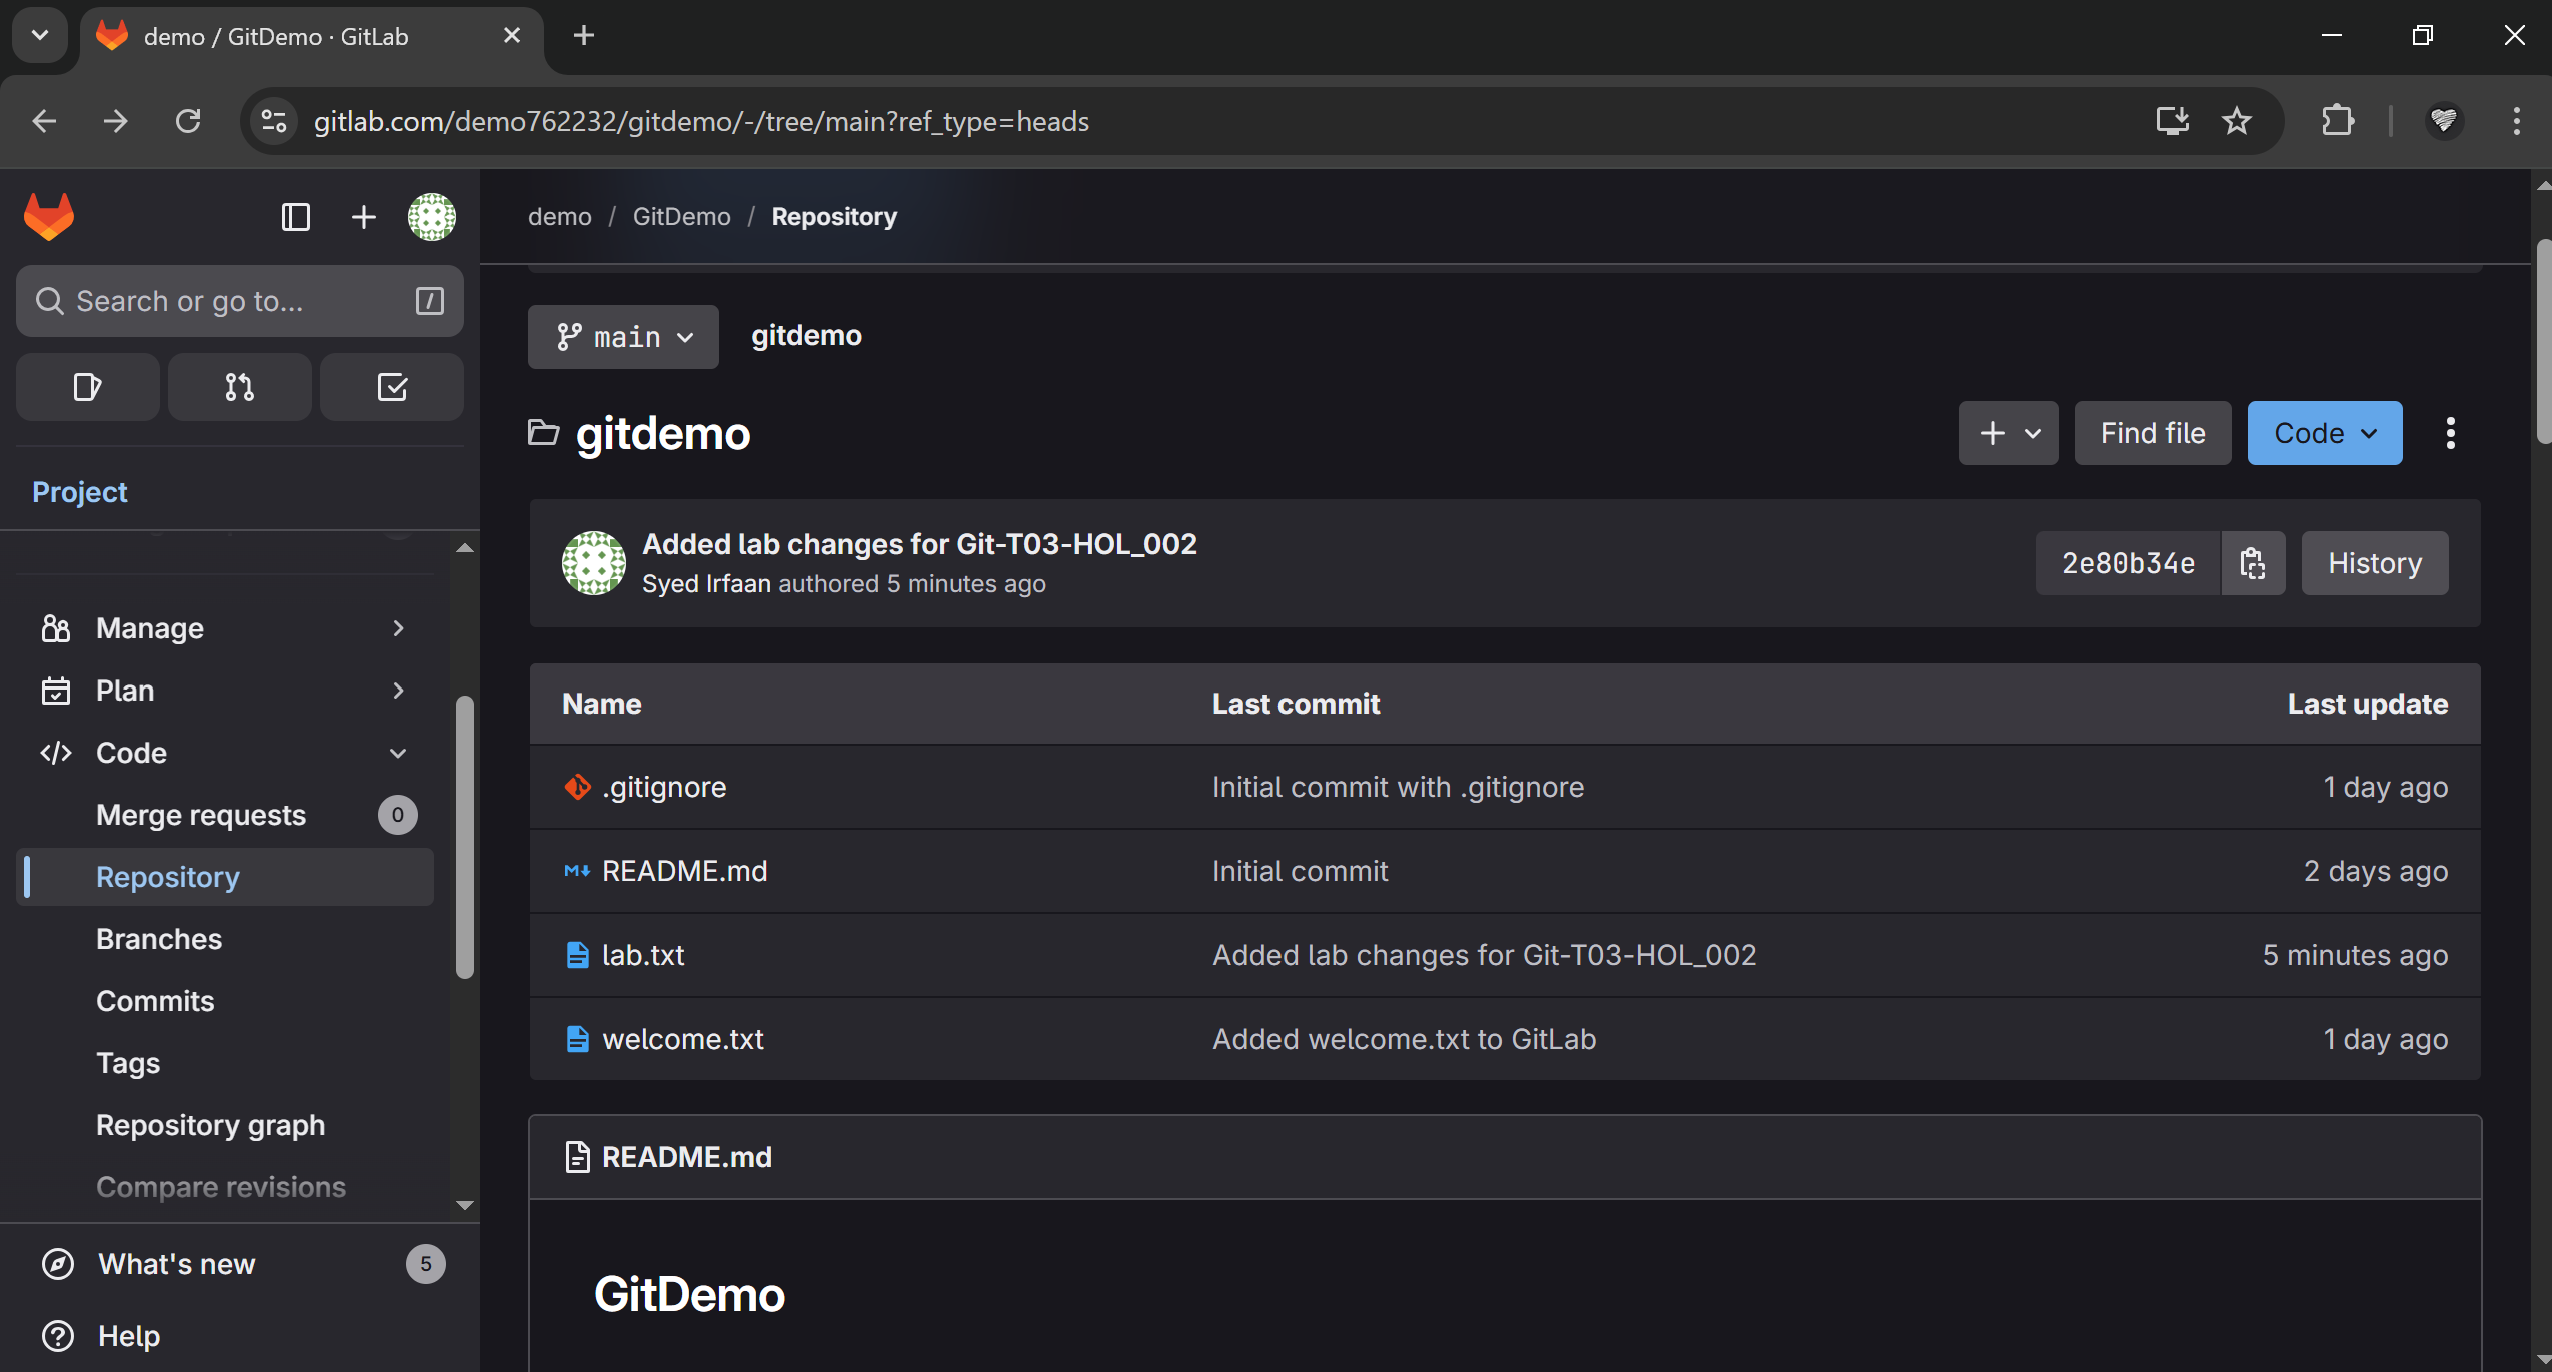 demo / GitDemo · GitLab
gitlab.com/demo762232/gitdemo/-/tree/main?ref_type=heads
demo / GitDemo / Repository
Search or go to... /
main
gitdemo
gitdemo
Find file
Code
Project
Added lab changes for Git-T03-HOL_002
Syed Irfaan authored 5 minutes ago
2e80b34e
History
Manage
Plan
Code
Merge requests 0
Repository
Branches
Commits
Tags
Repository graph
Compare revisions
What's new 5
Help
Name Last commit Last update
.gitignore Initial commit with .gitignore 1 day ago
README.md Initial commit 2 days ago
lab.txt Added lab changes for Git-T03-HOL_002 5 minutes ago
welcome.txt Added welcome.txt to GitLab 1 day ago
README.md
GitDemo